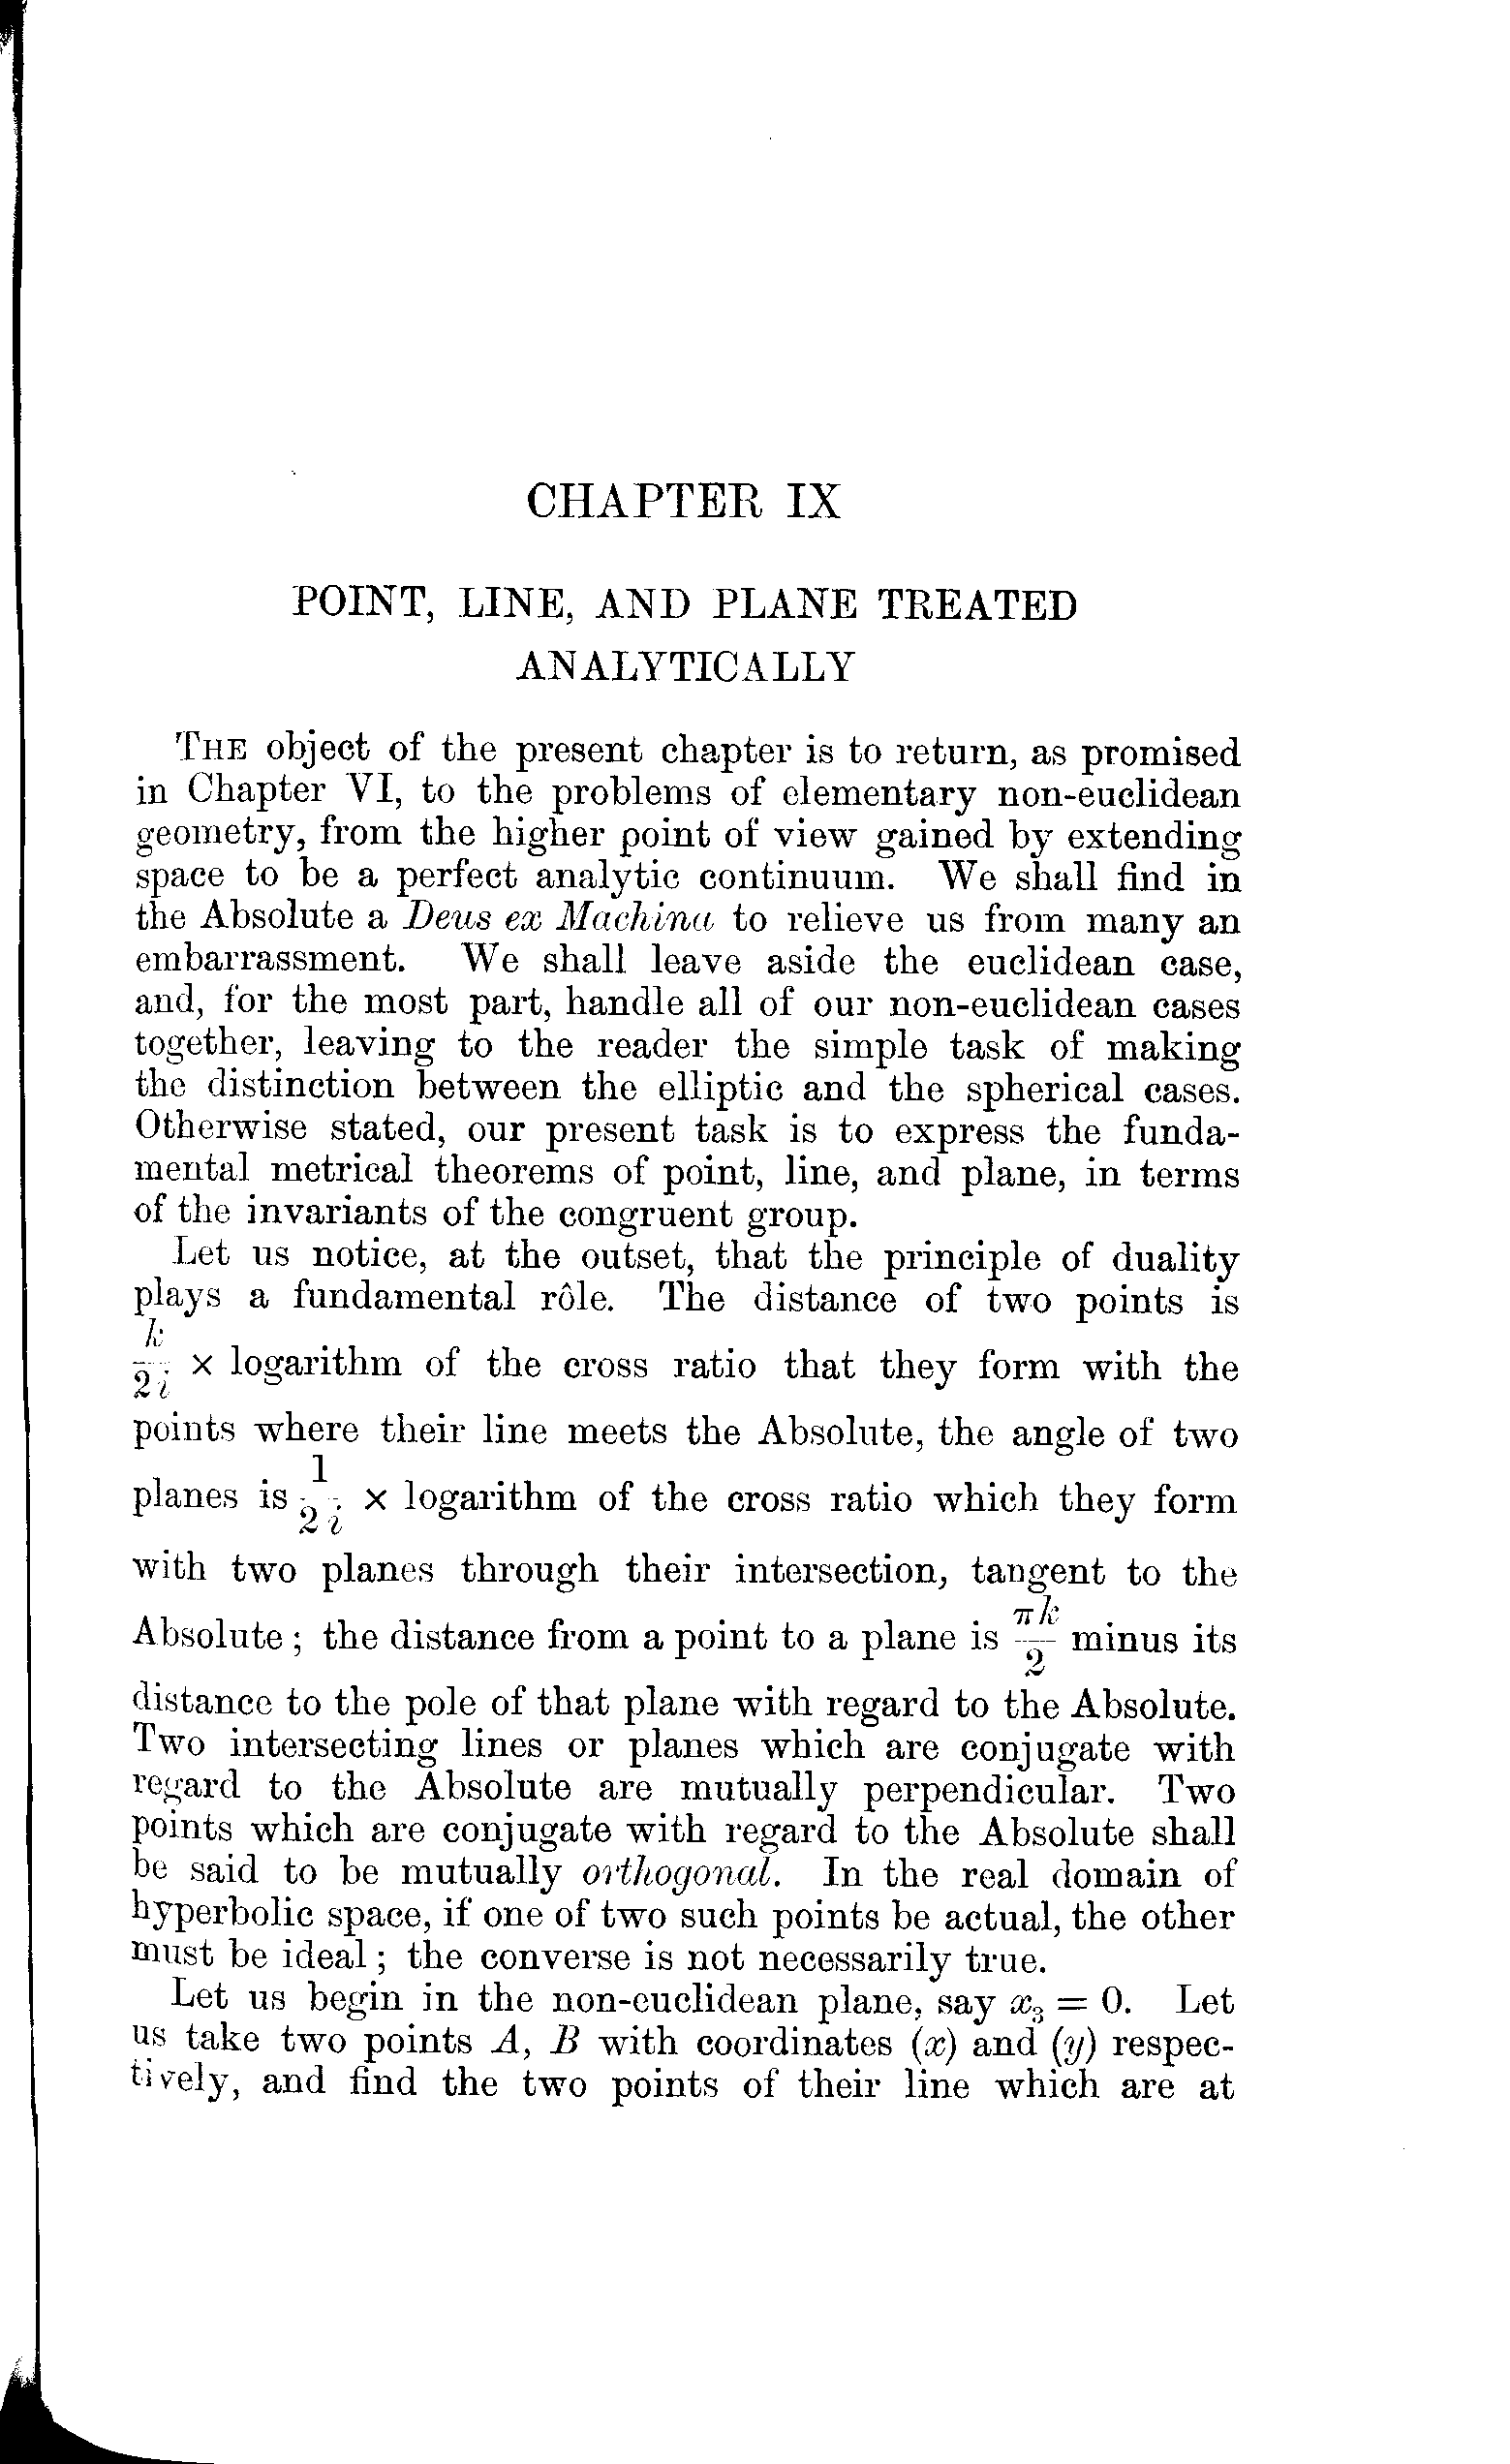 CHAPTER IX
POINT, LINE, AND PLANE TREATED
ANALYTICALLY
THE object of the present chapter is to return, as promised
in Chapter VI, to the problems of elementary non-euclidean
geometry, from the higher point of view gained by extending
space to be a perfect analytic continuum. We shall find in
the Absolute a Deus ex Machina to relieve us from many an
embarrassment. We shall leave aside the euclidean case,
and, for the most part, handle all of our non-euclidean cases
together, leaving to the reader the simple task of making
the distinction between the elliptic and the spherical cases.
Otherwise stated, our present task is to express the funda-
mental metrical theorems of point, line, and plane, in terms
of the invariants of the congruent group.
Let us notice, at the outset, that the principle of duality
plays a fundamental rôle. The distance of two points is
k/2i × logarithm of the cross ratio that they form with the
points where their line meets the Absolute, the angle of two
planes is 1/2i × logarithm of the cross ratio which they form
with two planes through their intersection, tangent to the
Absolute; the distance from a point to a plane is πk/2 minus its
distance to the pole of that plane with regard to the Absolute.
Two intersecting lines or planes which are conjugate with
regard to the Absolute are mutually perpendicular. Two
points which are conjugate with regard to the Absolute shall
be said to be mutually orthogonal. In the real domain of
hyperbolic space, if one of two such points be actual, the other
must be ideal; the converse is not necessarily true.
Let us begin in the non-euclidean plane, say x₃ = 0. Let
us take two points A, B with coordinates (x) and (y) respec-
tively, and find the two points of their line which are at